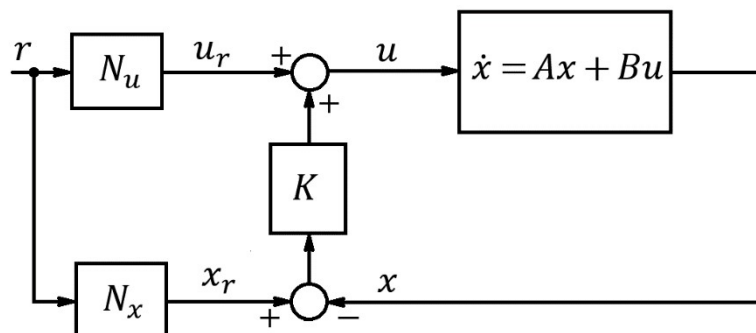 r
N_u
u_r
+
u
ẋ = Ax + Bu
+
K
N_x
x_r
+
−
x